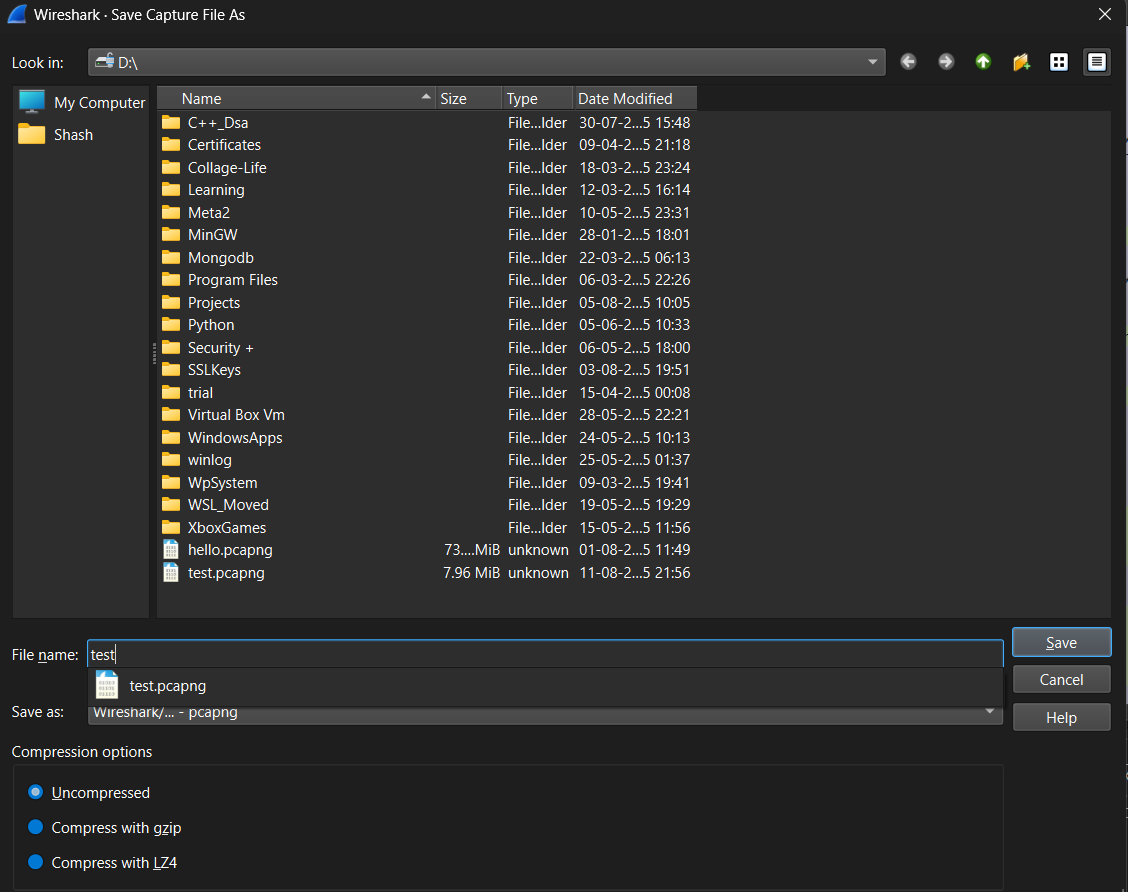 Wireshark · Save Capture File As
Look in: D:\
My Computer
Shash
Name Size Type Date Modified
C++_Dsa File...lder 30-07-2...5 15:48
Certificates File...lder 09-04-2...5 21:18
Collage-Life File...lder 18-03-2...5 23:24
Learning File...lder 12-03-2...5 16:14
Meta2 File...lder 10-05-2...5 23:31
MinGW File...lder 28-01-2...5 18:01
Mongodb File...lder 22-03-2...5 06:13
Program Files File...lder 06-03-2...5 22:26
Projects File...lder 05-08-2...5 10:05
Python File...lder 05-06-2...5 10:33
Security + File...lder 06-05-2...5 18:00
SSLKeys File...lder 03-08-2...5 19:51
trial File...lder 15-04-2...5 00:08
Virtual Box Vm File...lder 28-05-2...5 22:21
WindowsApps File...lder 24-05-2...5 10:13
winlog File...lder 25-05-2...5 01:37
WpSystem File...lder 09-03-2...5 19:41
WSL_Moved File...lder 19-05-2...5 19:29
XboxGames File...lder 15-05-2...5 11:56
hello.pcapng 73....MiB unknown 01-08-2...5 11:49
test.pcapng 7.96 MiB unknown 11-08-2...5 21:56
File name: test
Save
test.pcapng
Cancel
Save as: Wireshark/... - pcapng
Help
Compression options
Uncompressed
Compress with gzip
Compress with LZ4